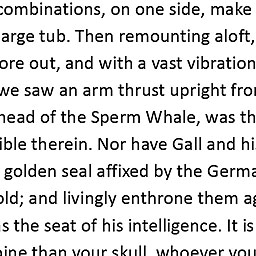 combinations, on one side, make
arge tub. Then remounting aloft,
ore out, and with a vast vibration
we saw an arm thrust upright fro
head of the Sperm Whale, was th
ible therein. Nor have Gall and hi
golden seal affixed by the Germa
old; and livingly enthrone them ag
s the seat of his intelligence. It is
pine than your skull, whoever you